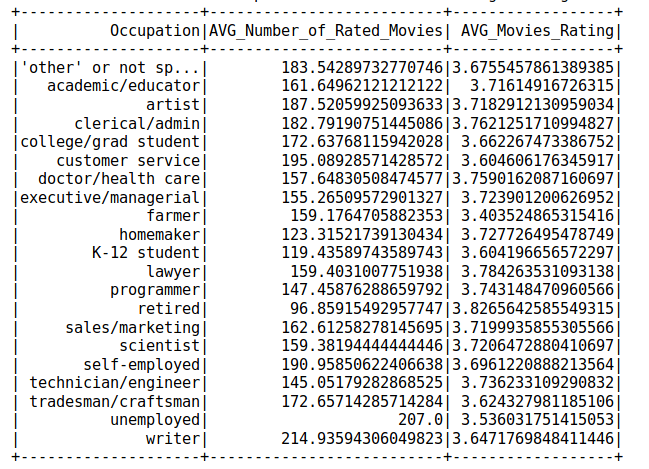 +--------------------+------------------------+------------------+
|          Occupation|AVG_Number_of_Rated_Movies| AVG_Movies_Rating|
+--------------------+------------------------+------------------+
|'other' or not sp...|        183.54289732770746|3.6755457861389385|
|   academic/educator|        161.64962121212122|  3.71614916726315|
|              artist|        187.52059925093633|3.7182912130959034|
|      clerical/admin|        182.79190751445086|3.7621251710994827|
|college/grad student|        172.63768115942028| 3.662267473386752|
|    customer service|        195.08928571428572| 3.604606176345917|
|  doctor/health care|        157.64830508474577|3.7590162087160697|
|executive/managerial|        155.26509572901327| 3.723901200626952|
|              farmer|         159.1764705882353| 3.403524865315416|
|           homemaker|        123.31521739130434| 3.727726495478749|
|        K-12 student|        119.43589743589743| 3.604196656572297|
|              lawyer|         159.4031007751938| 3.784263531093138|
|          programmer|        147.45876288659792| 3.743148470960566|
|             retired|         96.85915492957747|3.8265642585549315|
|     sales/marketing|        162.61258278145695|3.7199935855305566|
|           scientist|        159.38194444444446|3.7206472880410697|
|       self-employed|        190.95850622406638|3.6961220888213564|
| technician/engineer|        145.05179282868525| 3.736233109290832|
| tradesman/craftsman|        172.65714285714284| 3.624327981185106|
|          unemployed|                     207.0| 3.536031751415053|
|              writer|        214.93594306049823|3.6471769848411446|
+--------------------+------------------------+------------------+